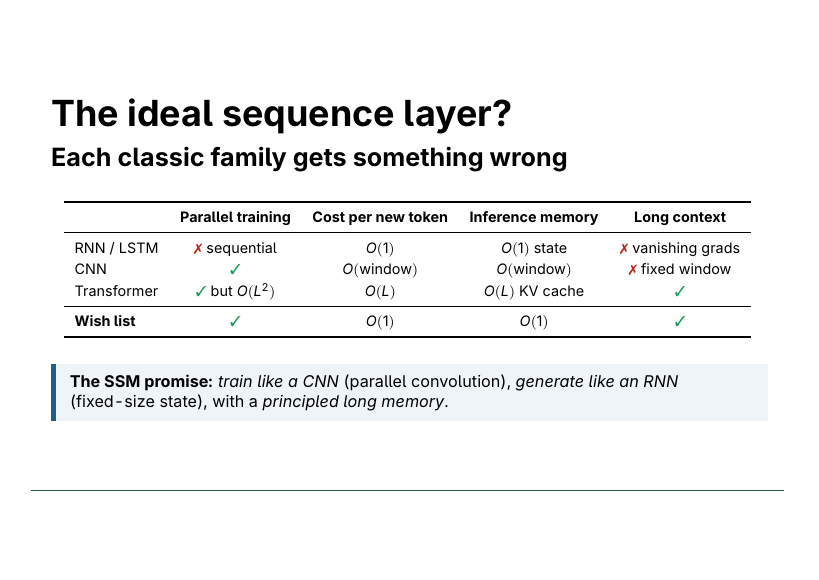 The ideal sequence layer?
Each classic family gets something wrong
Parallel training Cost per new token Inference memory Long context
RNN / LSTM ✗ sequential O(1) O(1) state ✗ vanishing grads
CNN ✓ O(window) O(window) ✗ fixed window
Transformer ✓ but O(L²) O(L) O(L) KV cache ✓
Wish list ✓ O(1) O(1) ✓
The SSM promise: train like a CNN (parallel convolution), generate like an RNN
(fixed-size state), with a principled long memory.